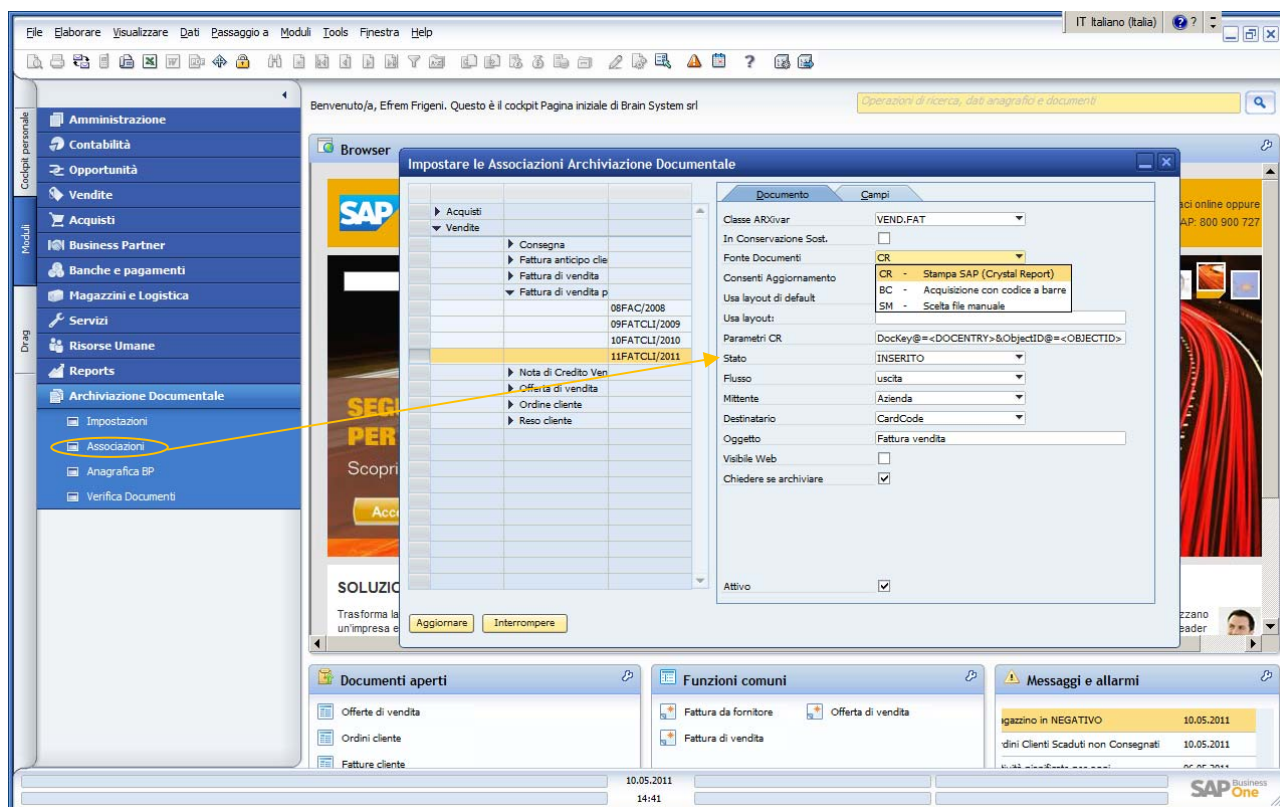 IT Italiano (Italia) ?
File Elaborare Visualizzare Dati Passaggio a Moduli Tools Finestra Help
Benvenuto/a, Efrem Frigeni. Questo è il cockpit Pagina iniziale di Brain System srl
Operazioni di ricerca, dati anagrafici e documenti
Cockpit personale
Moduli
Drag
Amministrazione
Contabilità
Opportunità
Vendite
Acquisti
Business Partner
Banche e pagamenti
Magazzini e Logistica
Servizi
Risorse Umane
Reports
Archiviazione Documentale
Impostazioni
Associazioni
Anagrafica BP
Verifica Documenti
Browser
SAP
aci online oppure
AP: 800 900 727
SEG
PER
Scopri
Acc
SOLUZIO
Trasforma la
un'impresa e
zzano
eader
Impostare le Associazioni Archiviazione Documentale
Acquisti
Vendite
Consegna
Fattura anticipo clie
Fattura di vendita
Fattura di vendita p
08FAC/2008
09FATCLI/2009
10FATCLI/2010
11FATCLI/2011
Nota di Credito Ven
Offerta di vendita
Ordine cliente
Reso cliente
Documento Campi
Classe ARXivar VEND.FAT
In Conservazione Sost.
Fonte Documenti CR
CR - Stampa SAP (Crystal Report)
BC - Acquisizione con codice a barre
SM - Scelta file manuale
Consenti Aggiornamento
Usa layout di default
Usa layout:
Parametri CR DocKey@=<DOCENTRY>&ObjectID@=<OBJECTID>
Stato INSERITO
Flusso uscita
Mittente Azienda
Destinatario CardCode
Oggetto Fattura vendita
Visibile Web
Chiedere se archiviare
Attivo
Aggiornare Interrompere
Documenti aperti
Offerte di vendita
Ordini cliente
Fatture cliente
Funzioni comuni
Fattura da fornitore Offerta di vendita
Fattura di vendita
Messaggi e allarmi
agazzino in NEGATIVO 10.05.2011
rdini Clienti Scaduti non Consegnati 10.05.2011
10.05.2011
14:41
SAP Business One